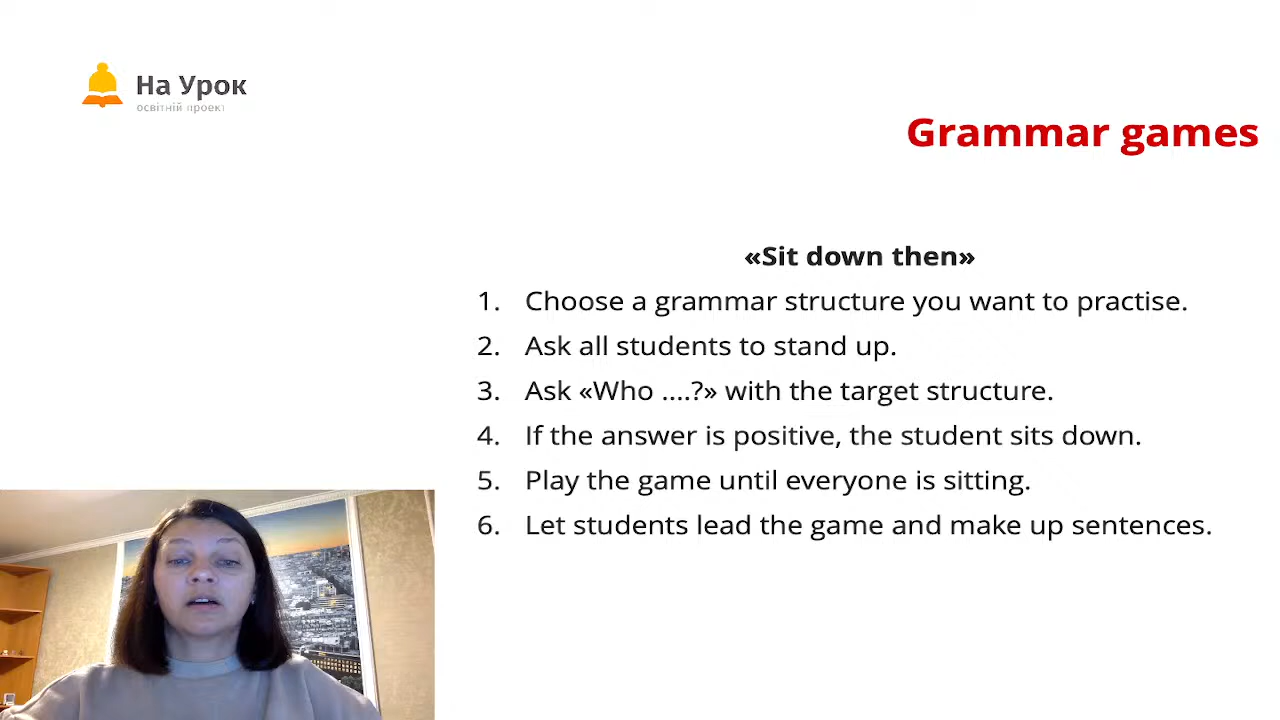 На Урок
освітній проект
Grammar games
«Sit down then»
1. Choose a grammar structure you want to practise.
2. Ask all students to stand up.
3. Ask «Who ....?» with the target structure.
4. If the answer is positive, the student sits down.
5. Play the game until everyone is sitting.
6. Let students lead the game and make up sentences.